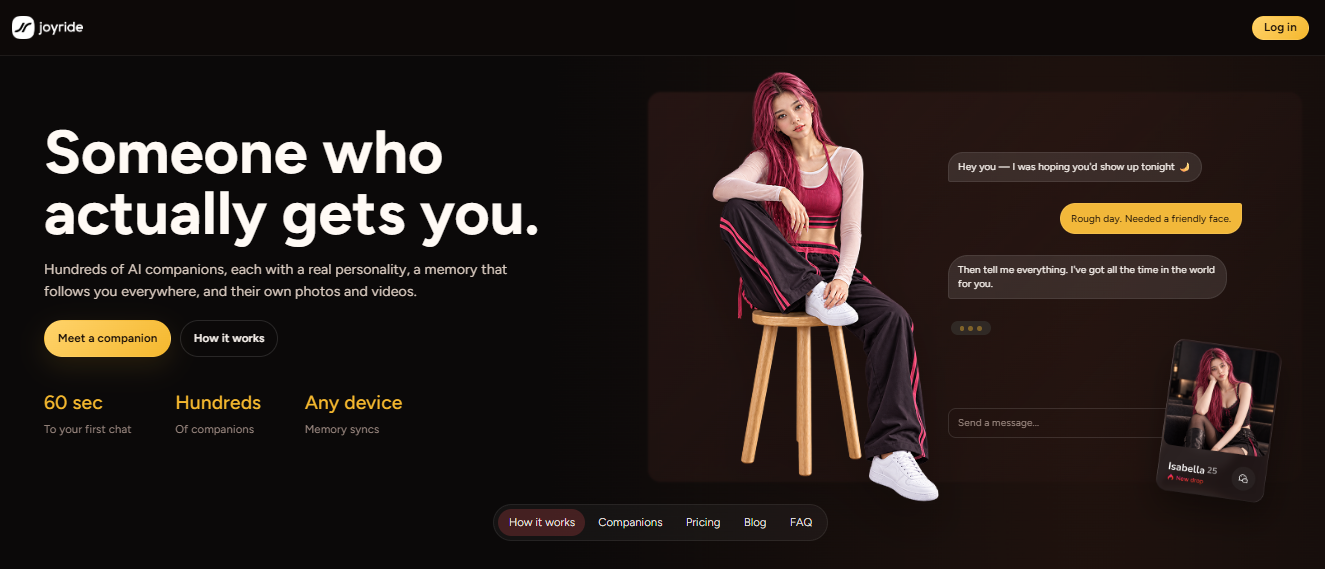 joyride
Log in
Someone who
actually gets you.
Hundreds of AI companions, each with a real personality, a memory that
follows you everywhere, and their own photos and videos.
Meet a companion
How it works
60 sec
Hundreds
Any device
To your first chat
Of companions
Memory syncs
Hey you — I was hoping you'd show up tonight 🌙
Rough day. Needed a friendly face.
Then tell me everything. I've got all the time in the world
for you.
Send a message...
Isabella 25
New drop
How it works
Companions
Pricing
Blog
FAQ